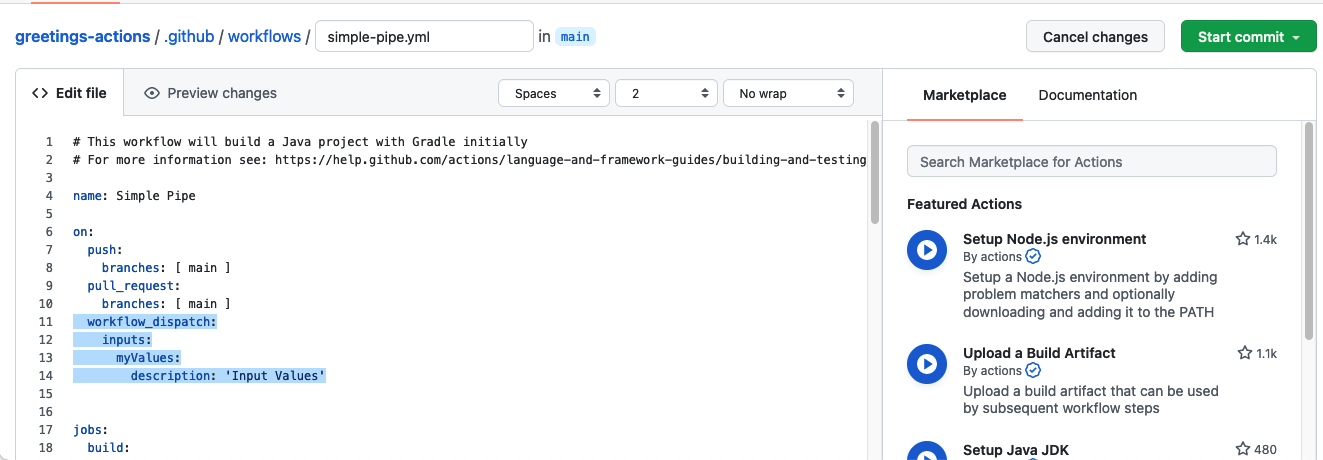 greetings-actions / .github / workflows / simple-pipe.yml in main Cancel changes Start commit
<> Edit file Preview changes Spaces 2 No wrap
1 # This workflow will build a Java project with Gradle initially
2 # For more information see: https://help.github.com/actions/language-and-framework-guides/building-and-testing
3
4 name: Simple Pipe
5
6 on:
7   push:
8     branches: [ main ]
9   pull_request:
10     branches: [ main ]
11   workflow_dispatch:
12     inputs:
13       myValues:
14         description: 'Input Values'
15
16
17 jobs:
18   build:
Marketplace Documentation
Search Marketplace for Actions
Featured Actions
Setup Node.js environment 1.4k
By actions
Setup a Node.js environment by adding
problem matchers and optionally
downloading and adding it to the PATH
Upload a Build Artifact 1.1k
By actions
Upload a build artifact that can be used
by subsequent workflow steps
Setup Java JDK 480